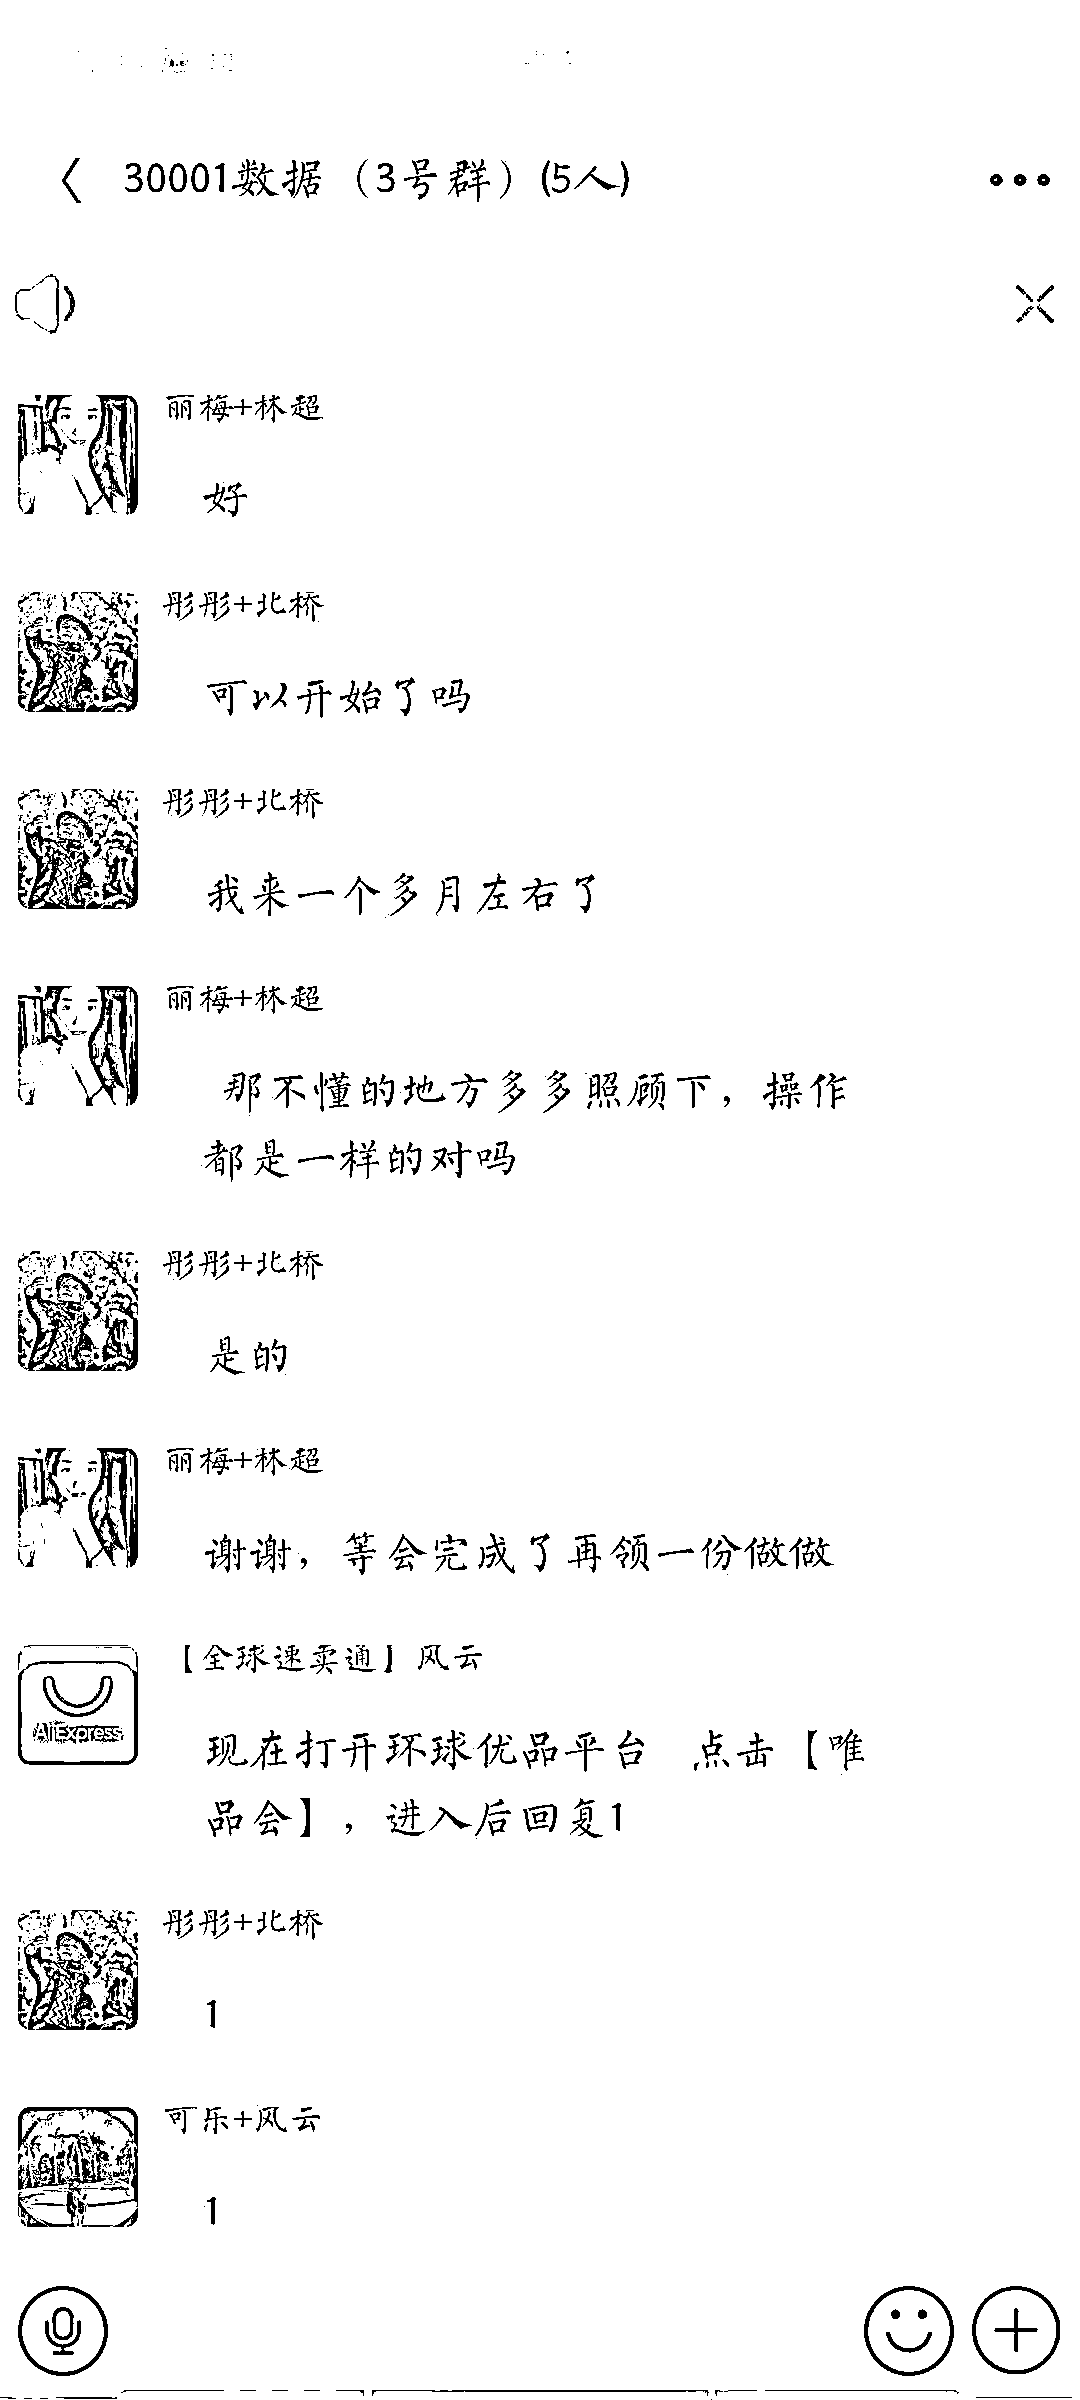 30001数据（3号群）(5人)
丽梅+林超
好
彤彤+北桥
可以开始了吗
彤彤+北桥
我来一个多月左右了
丽梅+林超
那不懂的地方多多照顾下，操作
都是一样的对吗
彤彤+北桥
是的
丽梅+林超
谢谢，等会完成了再领一份做做
【全球速卖通】风云
AliExpress
现在打开环球优品平台 点击【唯
品会】，进入后回复1
彤彤+北桥
1
可乐+风云
1